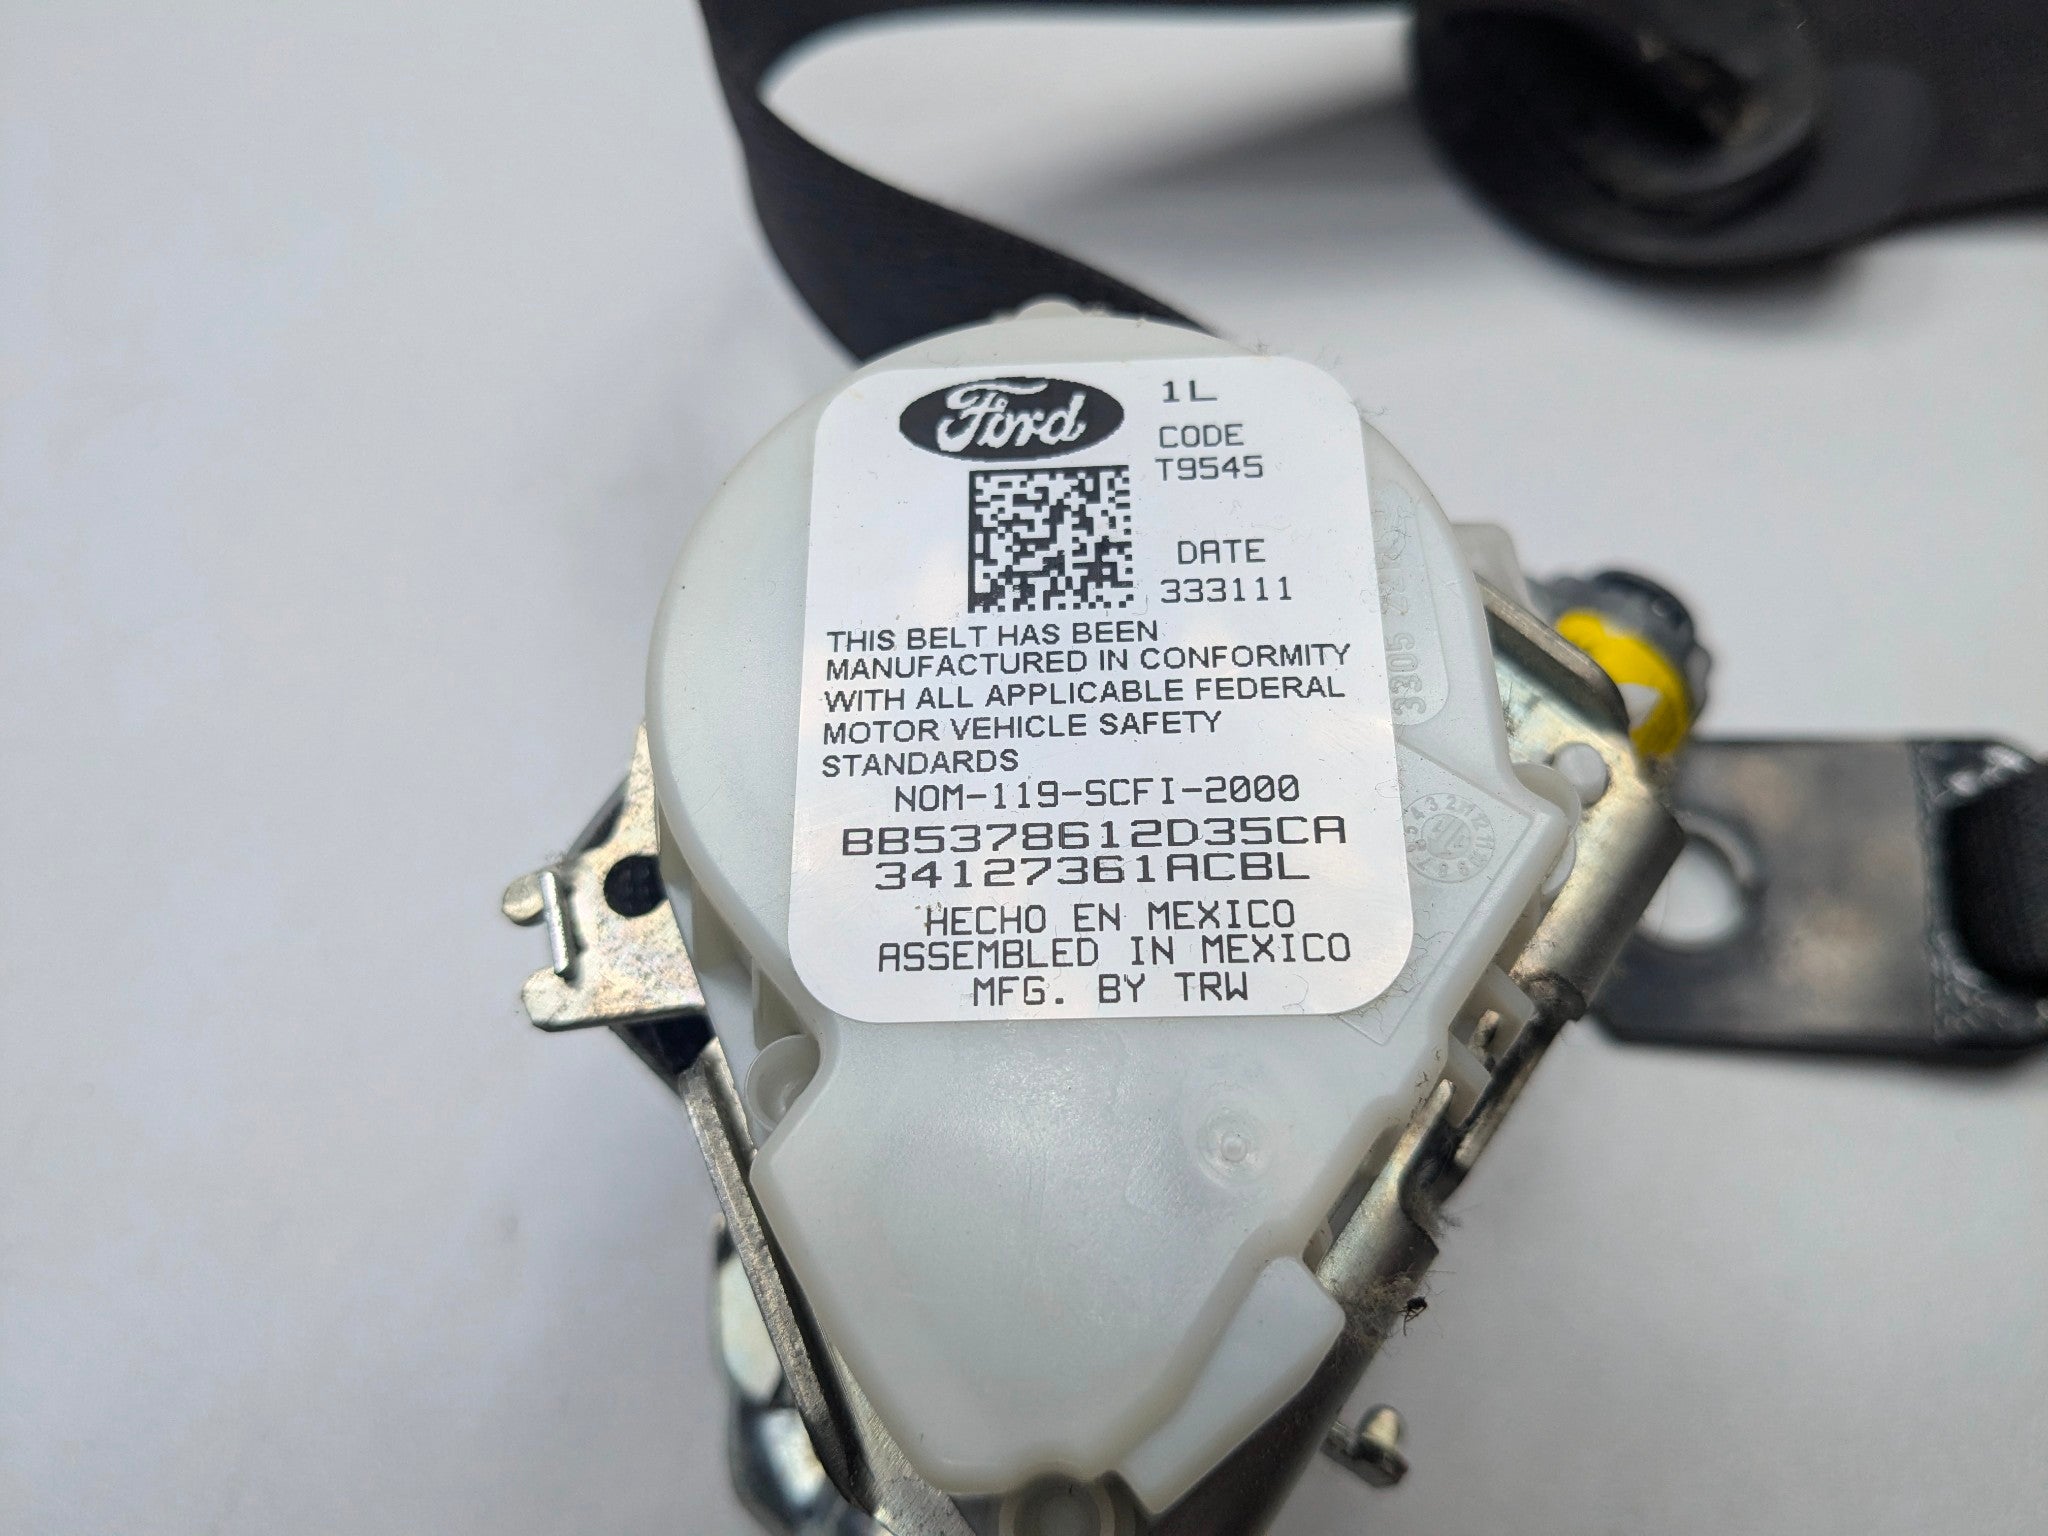 Ford
1L
CODE
T9545
DATE
333111
THIS BELT HAS BEEN
MANUFACTURED IN CONFORMITY
WITH ALL APPLICABLE FEDERAL
MOTOR VEHICLE SAFETY
STANDARDS
NOM-119-SCFI-2000
BB5378612D35CA
34127361ACBL
HECHO EN MEXICO
ASSEMBLED IN MEXICO
MFG. BY TRW